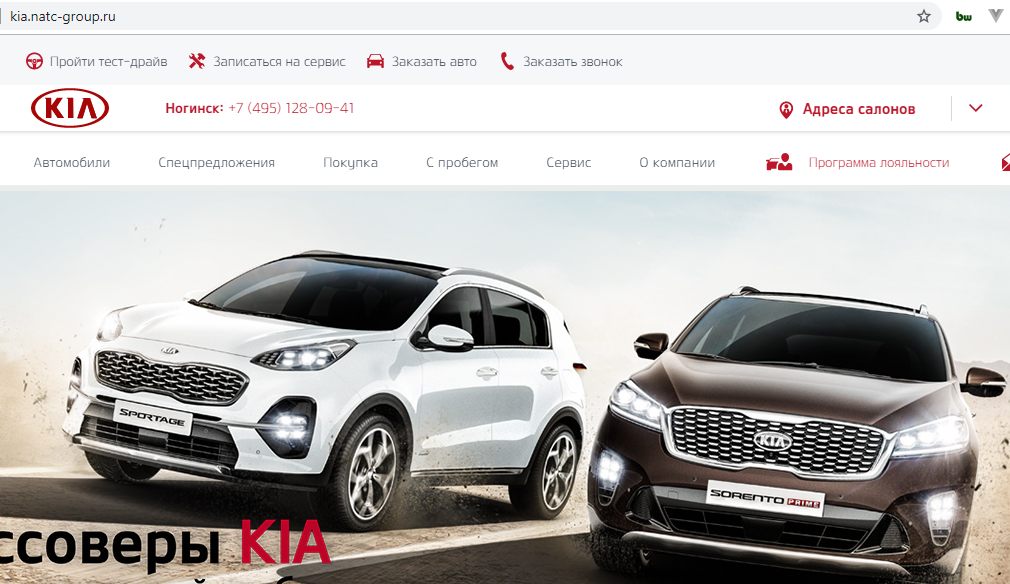 kia.natc-group.ru
bw
Пройти тест-драйв Записаться на сервис Заказать авто Заказать звонок
KIA Ногинск: +7 (495) 128-09-41 Адреса салонов
Автомобили Спецпредложения Покупка С пробегом Сервис О компании Программа лояльности
KIA
SPORTAGE
KIA
SORENTO PRIME
ссоверы KIA